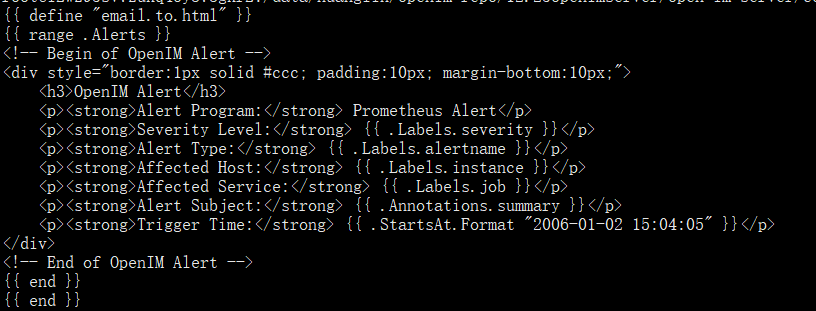 {{ define "email.to.html" }}
{{ range .Alerts }}
<!-- Begin of OpenIM Alert -->
<div style="border:1px solid #ccc; padding:10px; margin-bottom:10px;">
    <h3>OpenIM Alert</h3>
    <p><strong>Alert Program:</strong> Prometheus Alert</p>
    <p><strong>Severity Level:</strong> {{ .Labels.severity }}</p>
    <p><strong>Alert Type:</strong> {{ .Labels.alertname }}</p>
    <p><strong>Affected Host:</strong> {{ .Labels.instance }}</p>
    <p><strong>Affected Service:</strong> {{ .Labels.job }}</p>
    <p><strong>Alert Subject:</strong> {{ .Annotations.summary }}</p>
    <p><strong>Trigger Time:</strong> {{ .StartsAt.Format "2006-01-02 15:04:05" }}</p>
</div>
<!-- End of OpenIM Alert -->
{{ end }}
{{ end }}